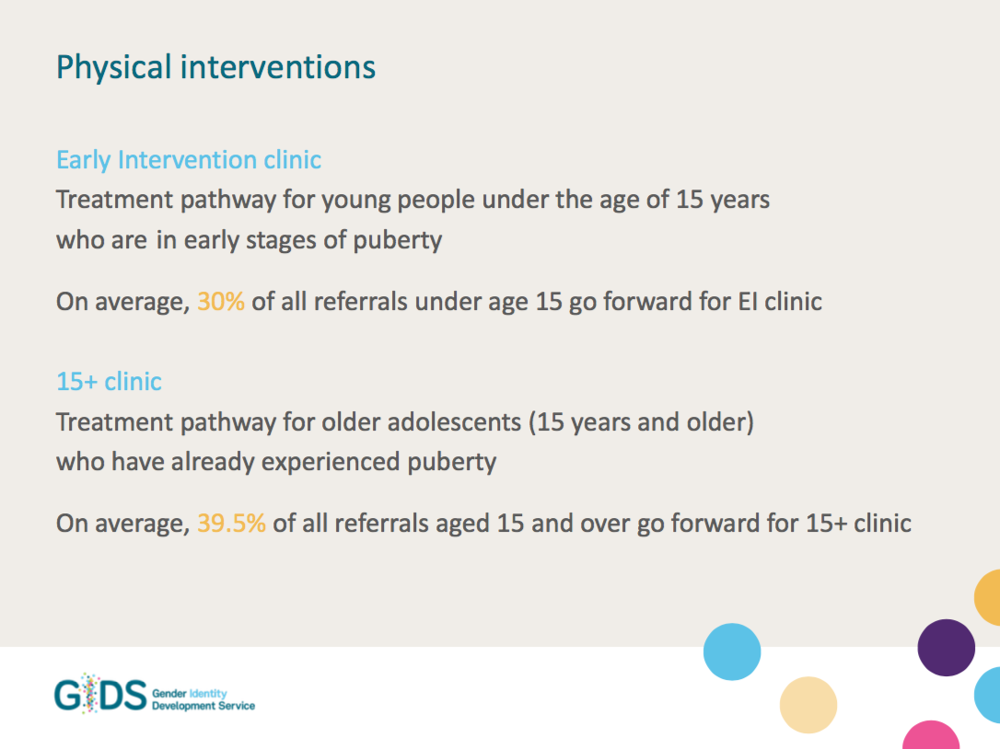 Physical interventions
Early Intervention clinic
Treatment pathway for young people under the age of 15 years
who are in early stages of puberty
On average, 30% of all referrals under age 15 go forward for EI clinic
15+ clinic
Treatment pathway for older adolescents (15 years and older)
who have already experienced puberty
On average, 39.5% of all referrals aged 15 and over go forward for 15+ clinic
GIDS
Gender Identity
Development Service